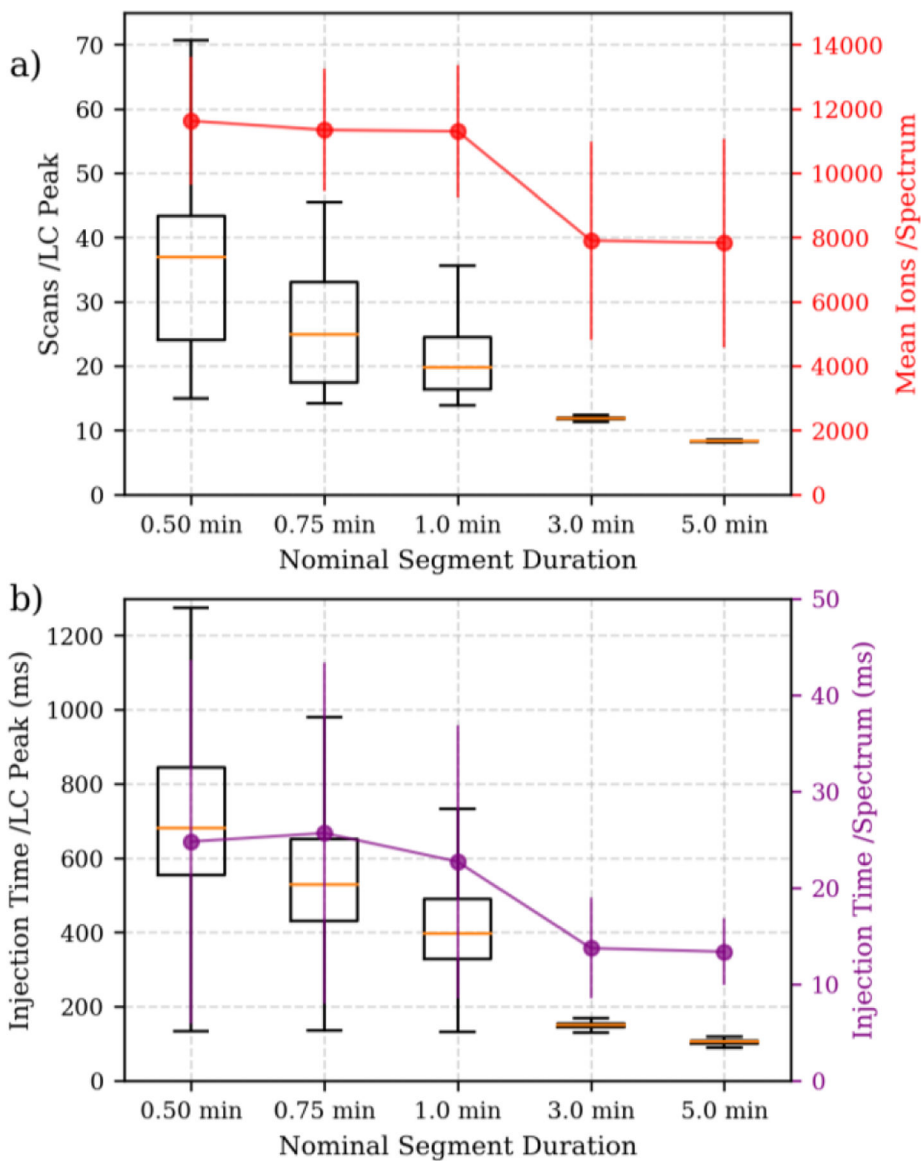 a)
70
60
50
40
30
20
10
0
Scans /LC Peak
14000
12000
10000
8000
6000
4000
2000
0
Mean Ions /Spectrum
0.50 min 0.75 min 1.0 min 3.0 min 5.0 min
Nominal Segment Duration
b)
1200
1000
800
600
400
200
0
Injection Time /LC Peak (ms)
50
40
30
20
10
0
Injection Time /Spectrum (ms)
0.50 min 0.75 min 1.0 min 3.0 min 5.0 min
Nominal Segment Duration